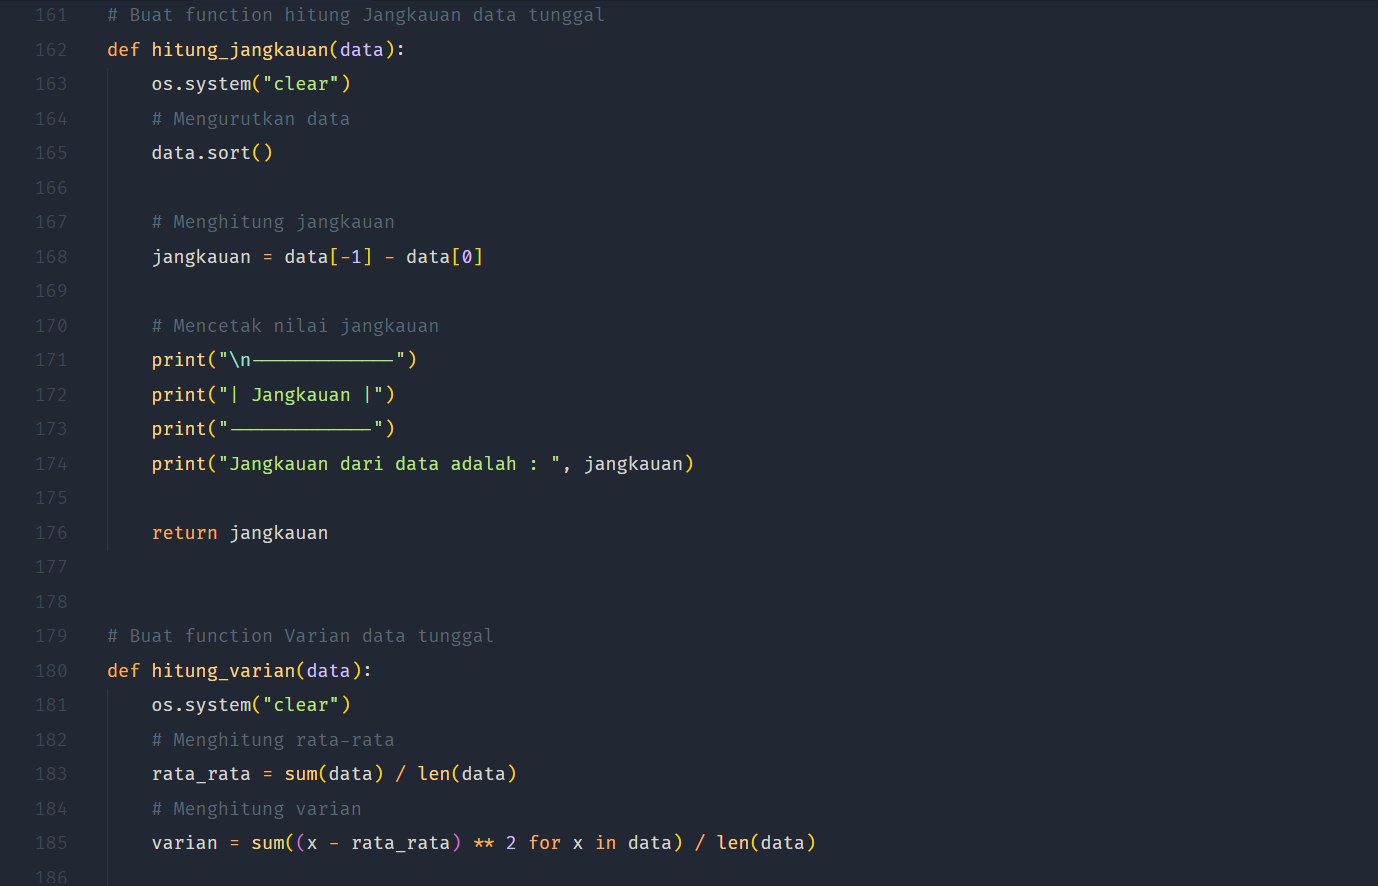 161 # Buat function hitung Jangkauan data tunggal
162 def hitung_jangkauan(data):
163     os.system("clear")
164     # Mengurutkan data
165     data.sort()
166
167     # Menghitung jangkauan
168     jangkauan = data[-1] - data[0]
169
170     # Mencetak nilai jangkauan
171     print("\n-------------")
172     print("| Jangkauan |")
173     print("-------------")
174     print("Jangkauan dari data adalah : ", jangkauan)
175
176     return jangkauan
177
178
179 # Buat function Varian data tunggal
180 def hitung_varian(data):
181     os.system("clear")
182     # Menghitung rata-rata
183     rata_rata = sum(data) / len(data)
184     # Menghitung varian
185     varian = sum((x - rata_rata) ** 2 for x in data) / len(data)
186